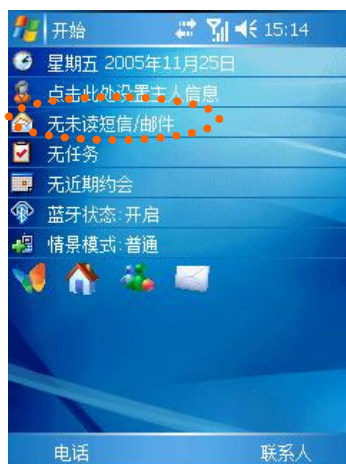 开始 15:14
星期五 2005年11月25日
点击此处设置主人信息
无未读短信/邮件
无任务
无近期约会
蓝牙状态:开启
情景模式:普通
电话 联系人